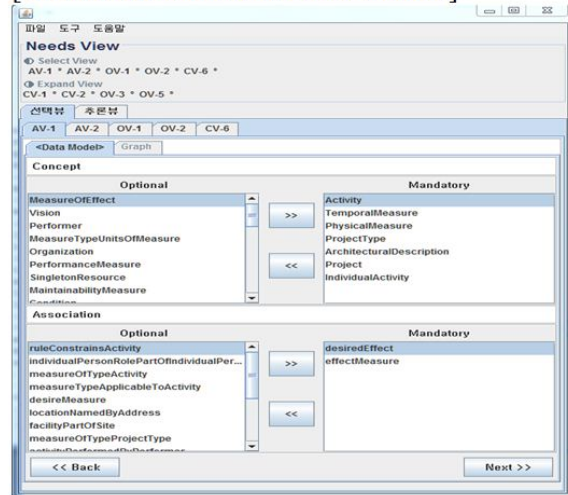 파일 도구 도움말
Needs View
Select View
AV-1 * AV-2 * OV-1 * OV-2 * CV-6 *
Expand View
CV-1 * CV-2 * OV-3 * OV-5 *
선택뷰 추론뷰
AV-1 AV-2 OV-1 OV-2 CV-6
<Data Model> Graph
Concept
Optional Mandatory
MeasureOfEffect
Vision
Performer
MeasureTypeUnitsOfMeasure
Organization
PerformanceMeasure
SingletonResource
MaintainabilityMeasure
Condition
>>
<<
Activity
TemporalMeasure
PhysicalMeasure
ProjectType
ArchitecturalDescription
Project
IndividualActivity
Association
Optional Mandatory
ruleConstrainsActivity
individualPersonRolePartOfIndividualPer...
measureOfTypeActivity
measureTypeApplicableToActivity
desireMeasure
locationNamedByAddress
facilityPartOfSite
measureOfTypeProjectType
activityPerformedByPerformer
>>
<<
desiredEffect
effectMeasure
<< Back Next >>